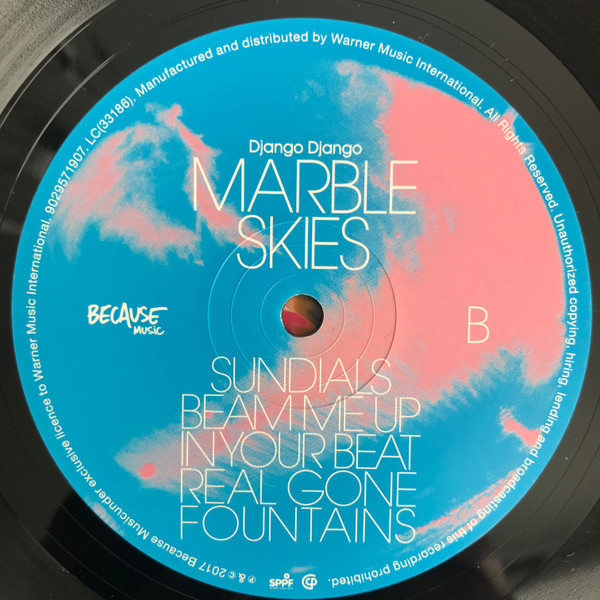 Django Django
MARBLE
SKIES
BECAUSE
MUSIC
B
SUNDIALS
BEAM ME UP
IN YOUR BEAT
REAL GONE
FOUNTAINS
℗ & © 2017 Because Musicunder exclusive licence to Warner Music International. 9029571907. LC(33186). Manufactured and distributed by Warner Music International. All Rights Reserved. Unauthorized copying, hiring, lending and broadcasting of this recording prohibited.
SPPF